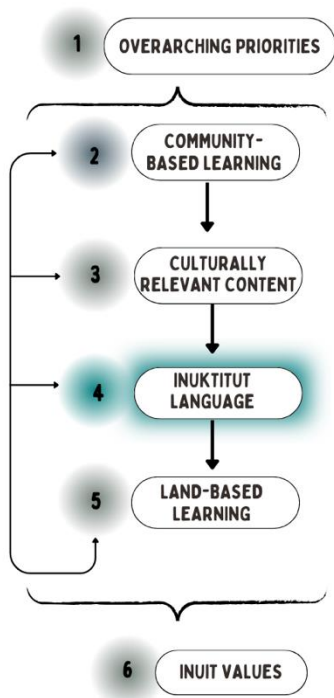 1 OVERARCHING PRIORITIES
2 COMMUNITY-
BASED LEARNING
3 CULTURALLY
RELEVANT CONTENT
4 INUKTITUT
LANGUAGE
5 LAND-BASED
LEARNING
6 INUIT VALUES